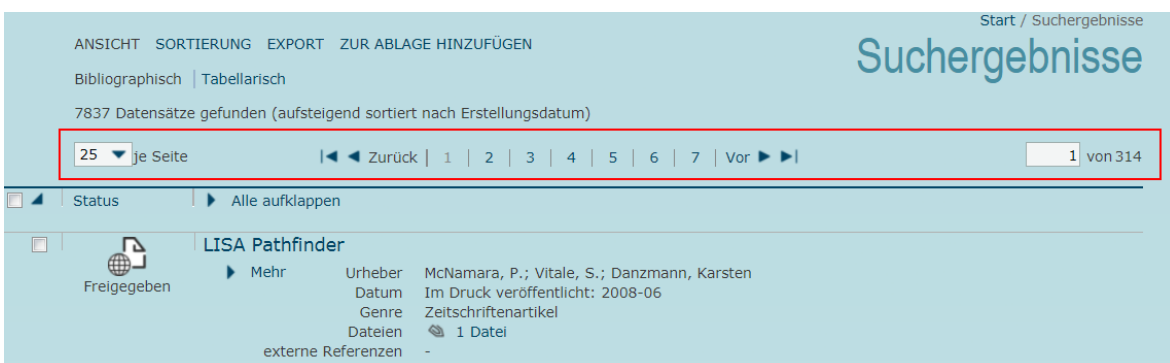 Start / Suchergebnisse
ANSICHT SORTIERUNG EXPORT ZUR ABLAGE HINZUFÜGEN
Suchergebnisse
Bibliographisch | Tabellarisch
7837 Datensätze gefunden (aufsteigend sortiert nach Erstellungsdatum)
25 je Seite Zurück | 1 | 2 | 3 | 4 | 5 | 6 | 7 | Vor 1 von 314
Status Alle aufklappen
LISA Pathfinder
Mehr Urheber McNamara, P.; Vitale, S.; Danzmann, Karsten
Freigegeben
Datum Im Druck veröffentlicht: 2008-06
Genre Zeitschriftenartikel
Dateien 1 Datei
externe Referenzen -